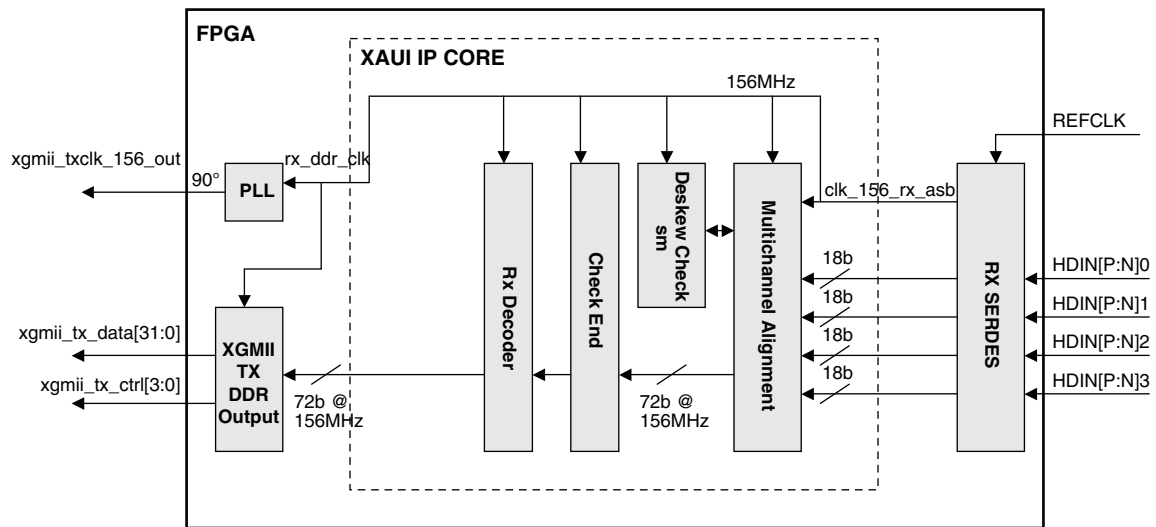 FPGA
XAUI IP CORE
156MHz
REFCLK
xgmii_txclk_156_out
90°
PLL
rx_ddr_clk
clk_156_rx_asb
Rx Decoder
Check End
Deskew Check
sm
Multichannel Alignment
RX SERDES
18b
18b
18b
18b
HDIN[P:N]0
HDIN[P:N]1
HDIN[P:N]2
HDIN[P:N]3
xgmii_tx_data[31:0]
xgmii_tx_ctrl[3:0]
XGMII
TX
DDR
Output
72b @
156MHz
72b @
156MHz